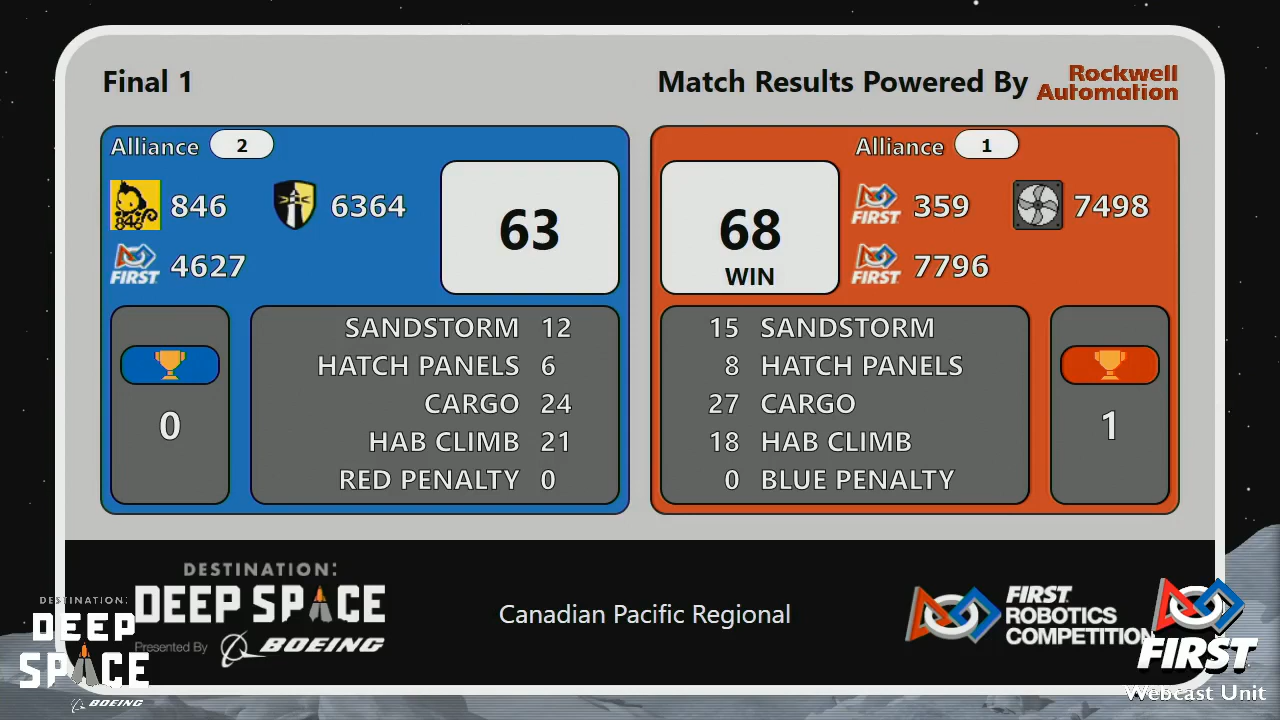 Final 1
Match Results Powered By
Rockwell
Automation
Alliance 2
846
6364
4627
846
FIRST
63
Alliance 1
68
WIN
359
7498
7796
FIRST
FIRST
0
SANDSTORM 12
HATCH PANELS 6
CARGO 24
HAB CLIMB 21
RED PENALTY 0
15 SANDSTORM
8 HATCH PANELS
27 CARGO
18 HAB CLIMB
0 BLUE PENALTY
1
DESTINATION:
DEEP SPACE
Presented By BOEING
DESTINATION:
DEEP
SPACE
BOEING
Canadian Pacific Regional
FIRST
ROBOTICS
COMPETITION
FIRST
Webcast Unit